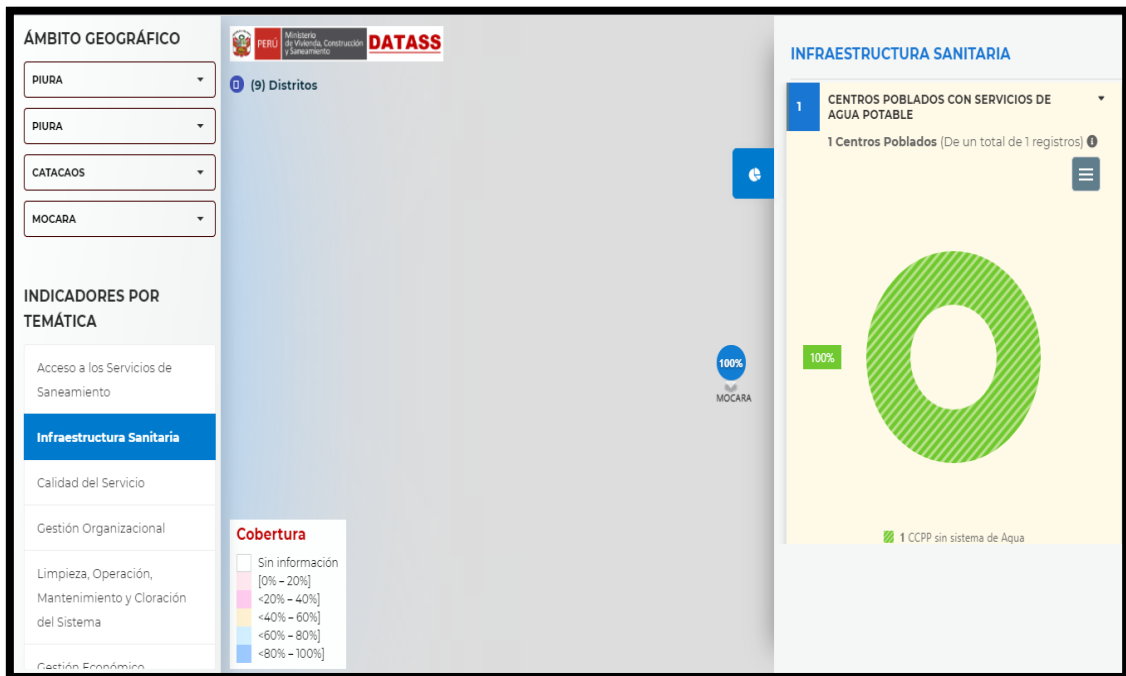 ÁMBITO GEOGRÁFICO
PIURA
PIURA
CATACAOS
MOCARA
INDICADORES POR
TEMÁTICA
Acceso a los Servicios de
Saneamiento
Infraestructura Sanitaria
Calidad del Servicio
Gestión Organizacional
Limpieza, Operación,
Mantenimiento y Cloración
del Sistema
Gestión Económico
PERÚ
Ministerio
de Vivienda, Construcción
y Saneamiento
DATASS
(9) Distritos
100%
MOCARA
Cobertura
Sin información
[0% – 20%]
<20% – 40%]
<40% – 60%]
<60% – 80%]
<80% – 100%]
INFRAESTRUCTURA SANITARIA
1
CENTROS POBLADOS CON SERVICIOS DE
AGUA POTABLE
1 Centros Poblados (De un total de 1 registros)
100%
1 CCPP sin sistema de Agua